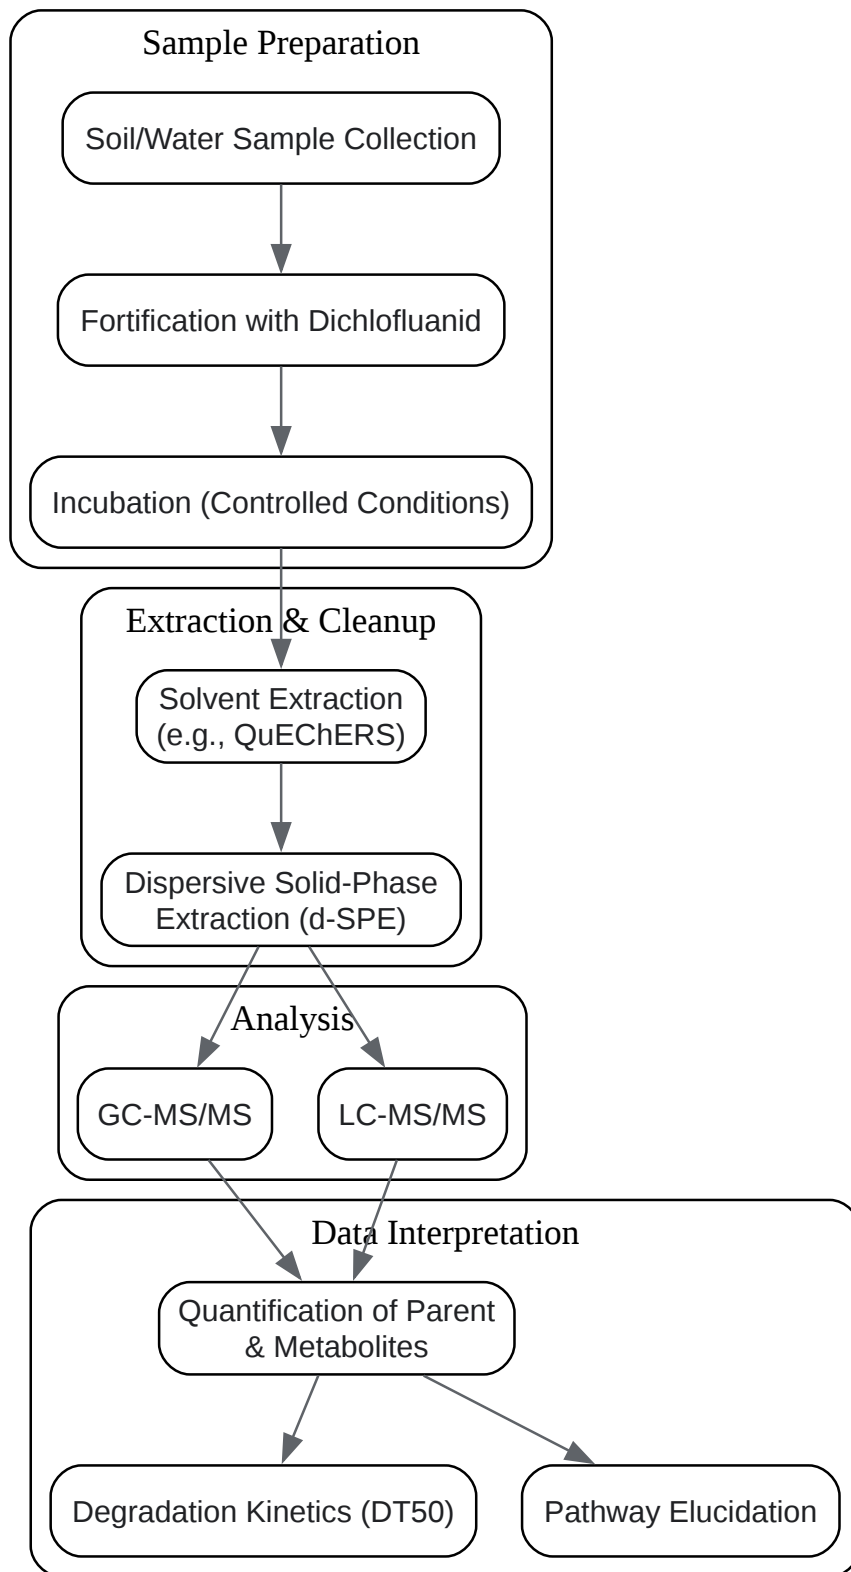 Sample Preparation
Soil/Water Sample Collection
Fortification with Dichlofluanid
Incubation (Controlled Conditions)
Extraction & Cleanup
Solvent Extraction
(e.g., QuEChERS)
Dispersive Solid-Phase
Extraction (d-SPE)
Analysis
GC-MS/MS
LC-MS/MS
Data Interpretation
Quantification of Parent
& Metabolites
Degradation Kinetics (DT50)
Pathway Elucidation